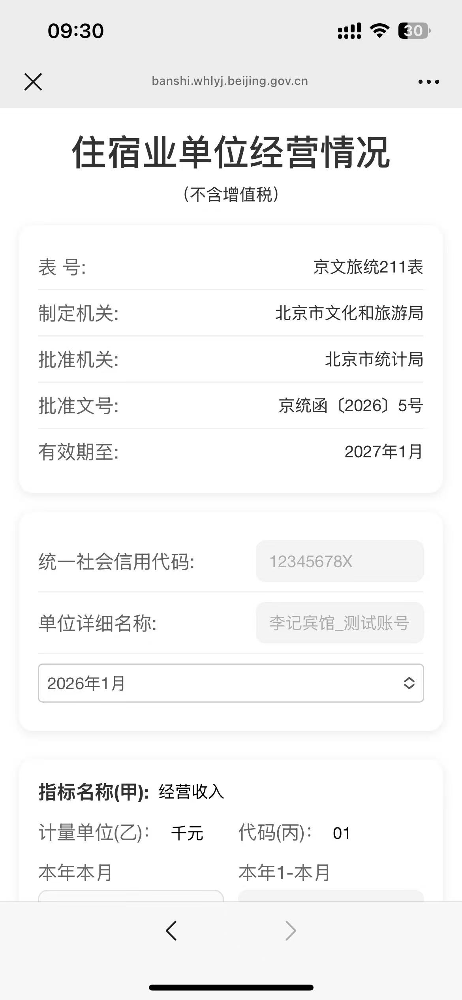 09:30
30
banshi.whlyj.beijing.gov.cn
住宿业单位经营情况
(不含增值税)
表 号: 京文旅统211表
制定机关: 北京市文化和旅游局
批准机关: 北京市统计局
批准文号: 京统函〔2026〕5号
有效期至: 2027年1月
统一社会信用代码: 12345678X
单位详细名称: 李记宾馆_测试账号
2026年1月
指标名称(甲): 经营收入
计量单位(乙)： 千元 代码(丙)： 01
本年本月 本年1-本月